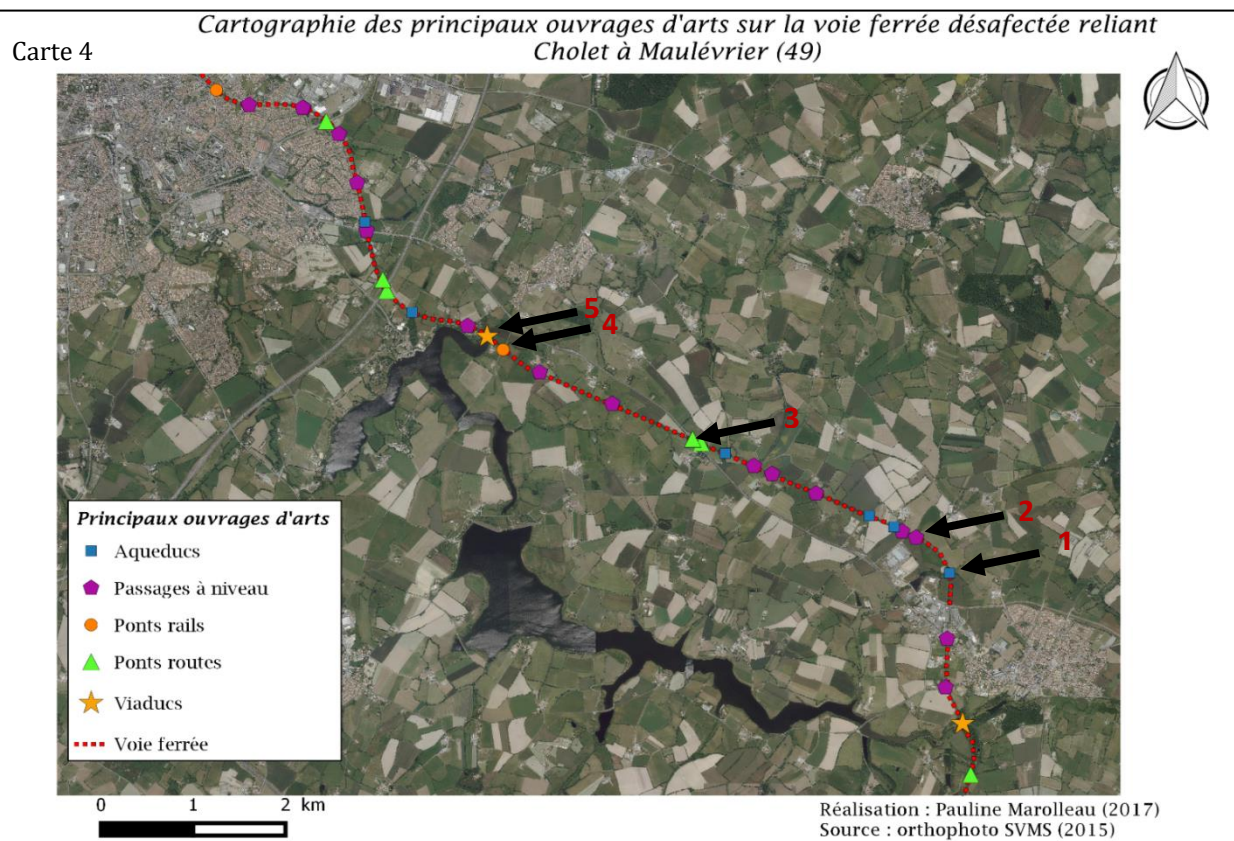 Cartographie des principaux ouvrages d'arts sur la voie ferrée désafectée reliant
Cholet à Maulévrier (49)
Carte 4
5
4
3
2
1
Principaux ouvrages d'arts
Aqueducs
Passages à niveau
Ponts rails
Ponts routes
Viaducs
Voie ferrée
0 1 2 km
Réalisation : Pauline Marolleau (2017)
Source : orthophoto SVMS (2015)